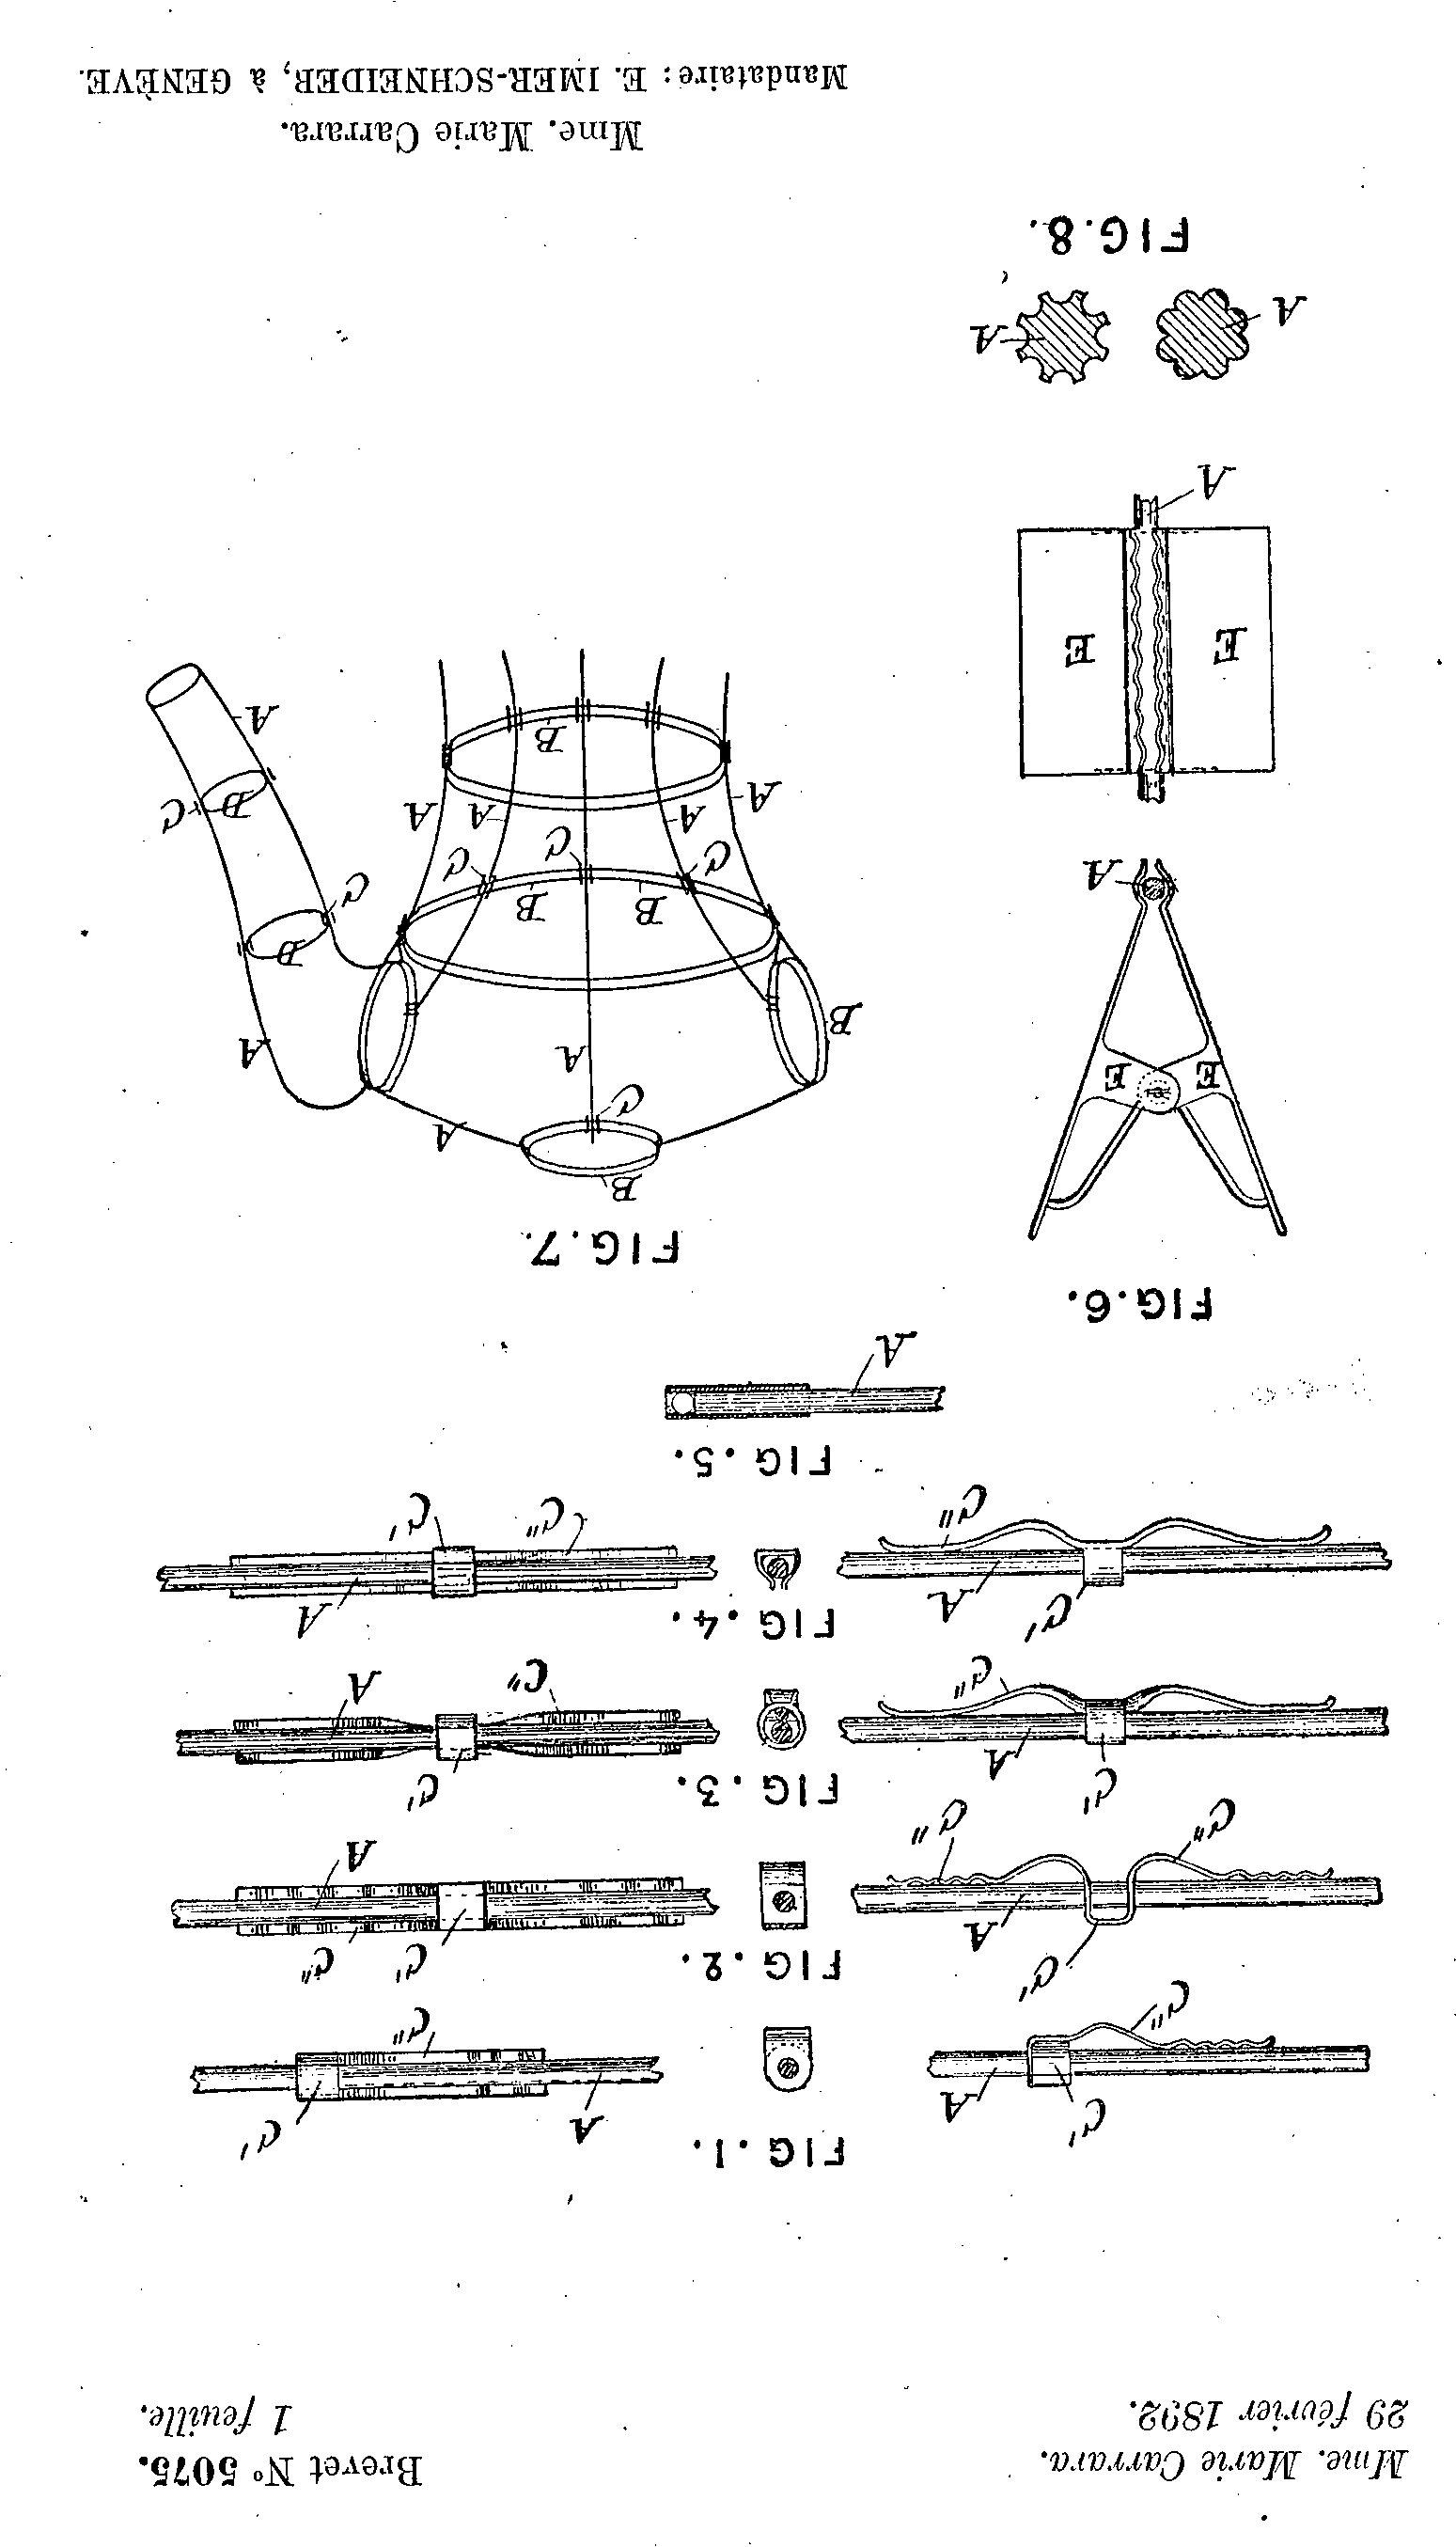 Mme. Marie Carrara.
29 février 1892.
Brevet N° 5075.
1 feuille.
FIG. 1.
C' A C" A C" C'
FIG. 2.
C' A C" C" C' C" A
FIG. 3.
C' A C" C' C" A
FIG. 4.
C' A C" A C" C'
FIG. 5.
A
FIG. 6.
E E
A
E E
A
FIG. 7.
B
C A
A A
B
D C
B B
C C C
D C
A A A A
B
A
A A
FIG. 8.
Mme. Marie Carrara.
Mandataire: E. IMER-SCHNEIDER, à GENÈVE.